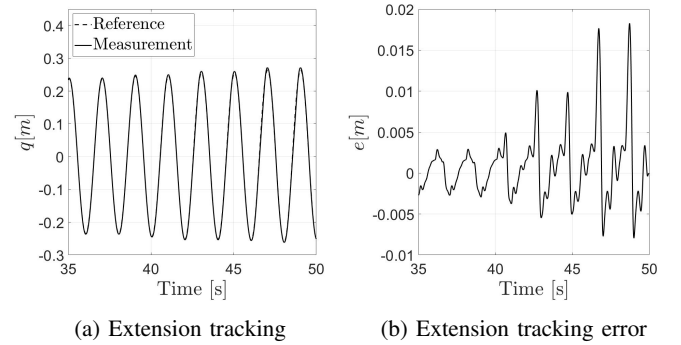 Reference
Measurement
0.4
0.3
0.2
0.1
0
-0.1
-0.2
-0.3
q[m]
35
40
45
50
Time [s]
(a) Extension tracking
0.02
0.015
0.01
0.005
0
-0.005
-0.01
e[m]
35
40
45
50
Time [s]
(b) Extension tracking error